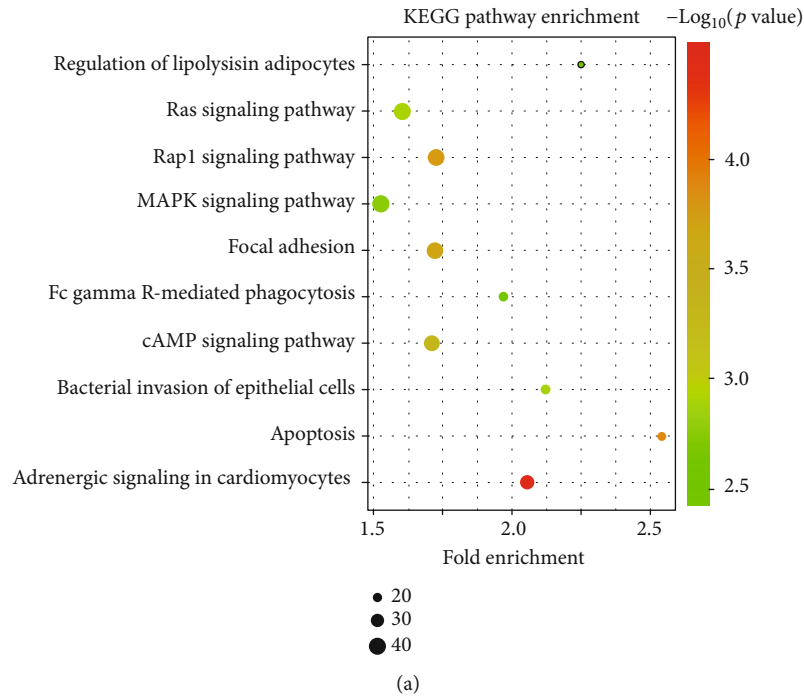 KEGG pathway enrichment
−Log₁₀(p value)
Regulation of lipolysisin adipocytes
Ras signaling pathway
Rap1 signaling pathway
MAPK signaling pathway
Focal adhesion
Fc gamma R-mediated phagocytosis
cAMP signaling pathway
Bacterial invasion of epithelial cells
Apoptosis
Adrenergic signaling in cardiomyocytes
4.0
3.5
3.0
2.5
1.5 2.0 2.5
Fold enrichment
20
30
40
(a)